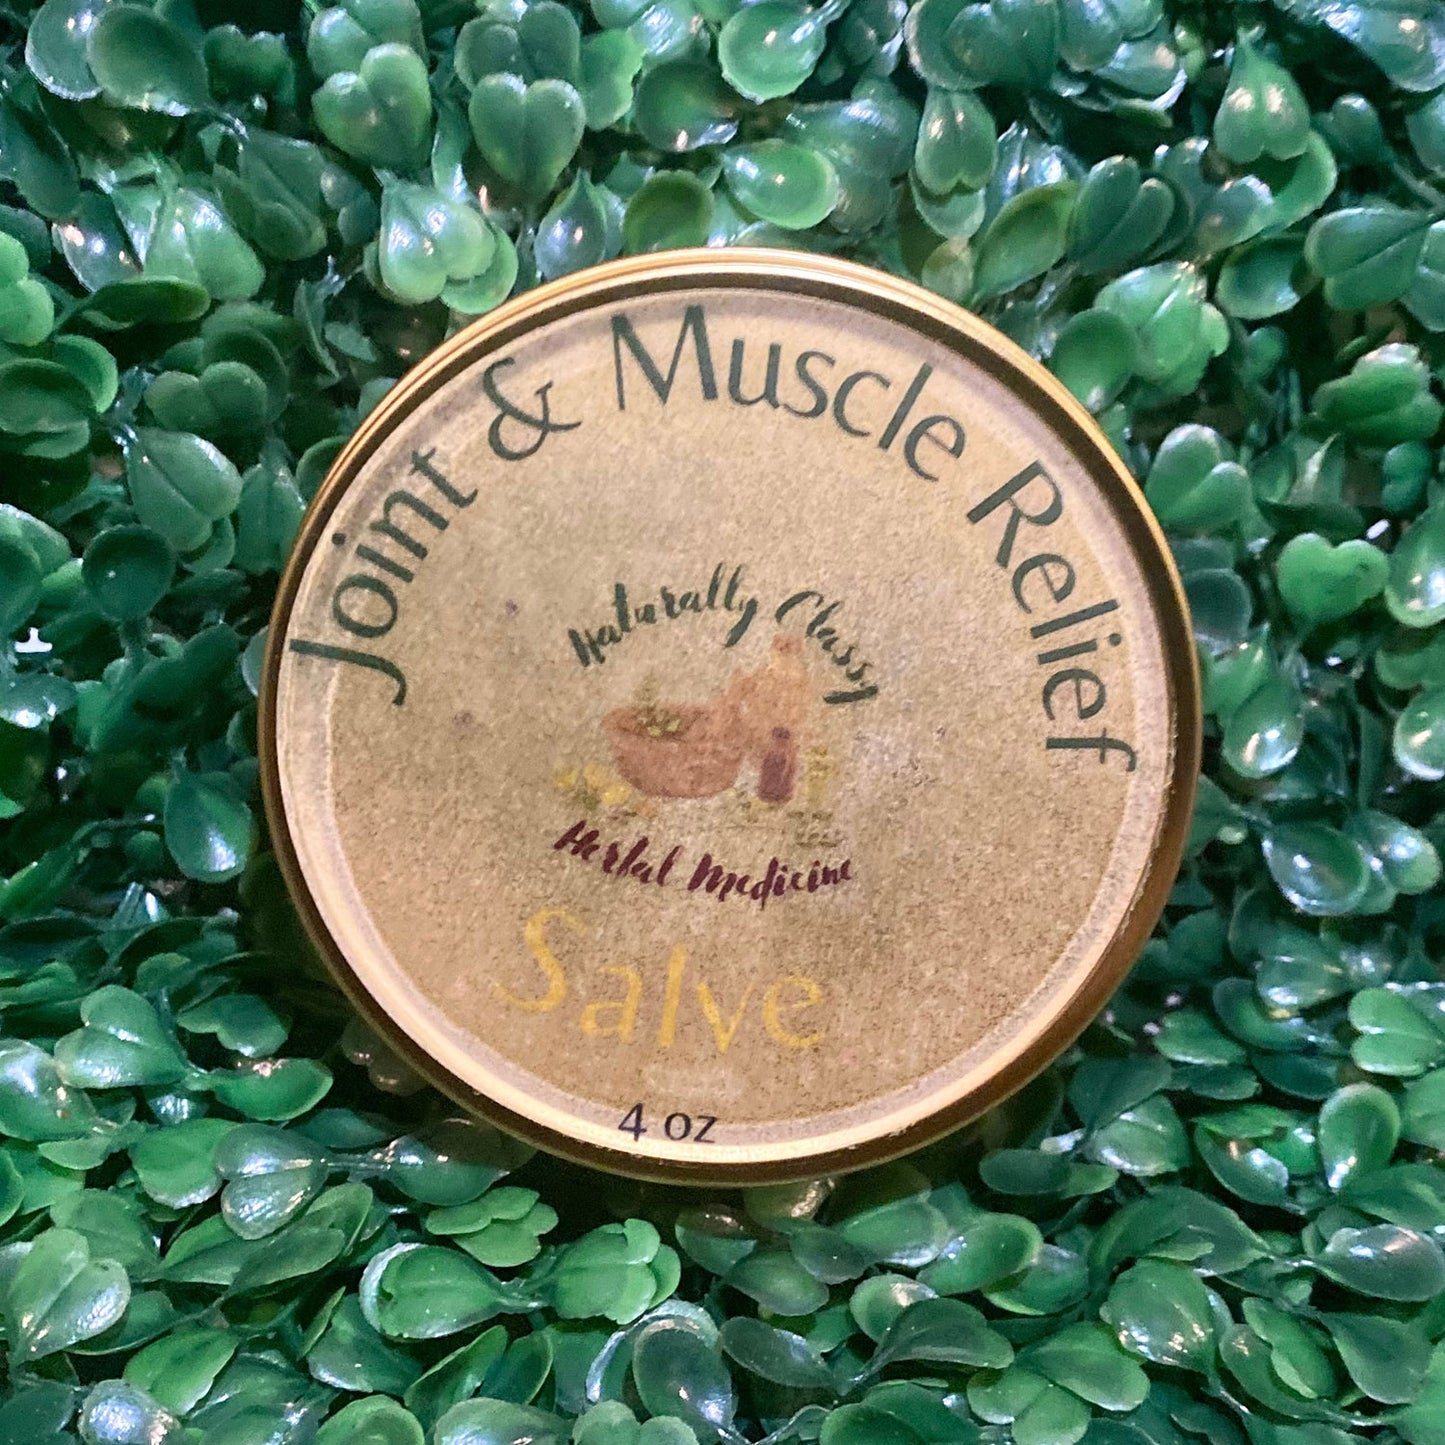 Joint & Muscle Relief
Naturally Classy
Herbal Medicine
Salve
4 oz